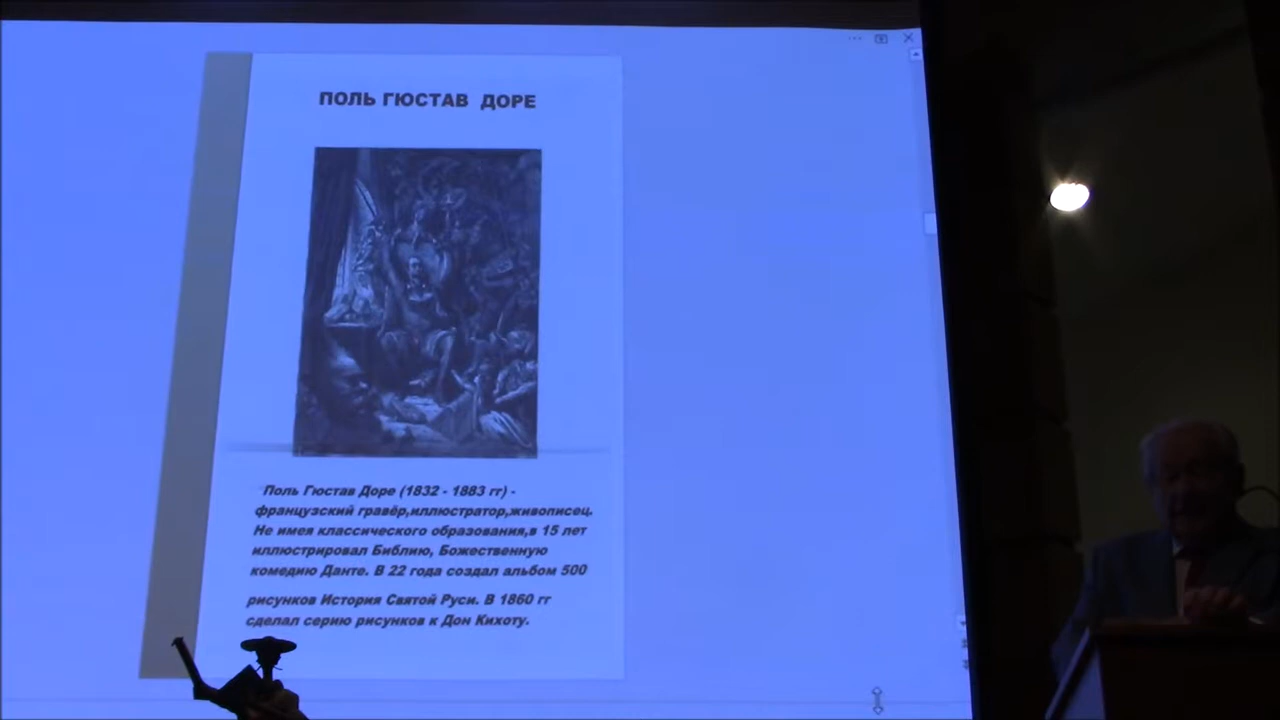 ПОЛЬ ГЮСТАВ ДОРЕ
Поль Гюстав Доре (1832 - 1883 гг) -
французский гравёр,иллюстратор,живописец.
Не имея классического образования,в 15 лет
иллюстрировал Библию, Божественную
комедию Данте. В 22 года создал альбом 500
рисунков История Святой Руси. В 1860 гг
сделал серию рисунков к Дон Кихоту.